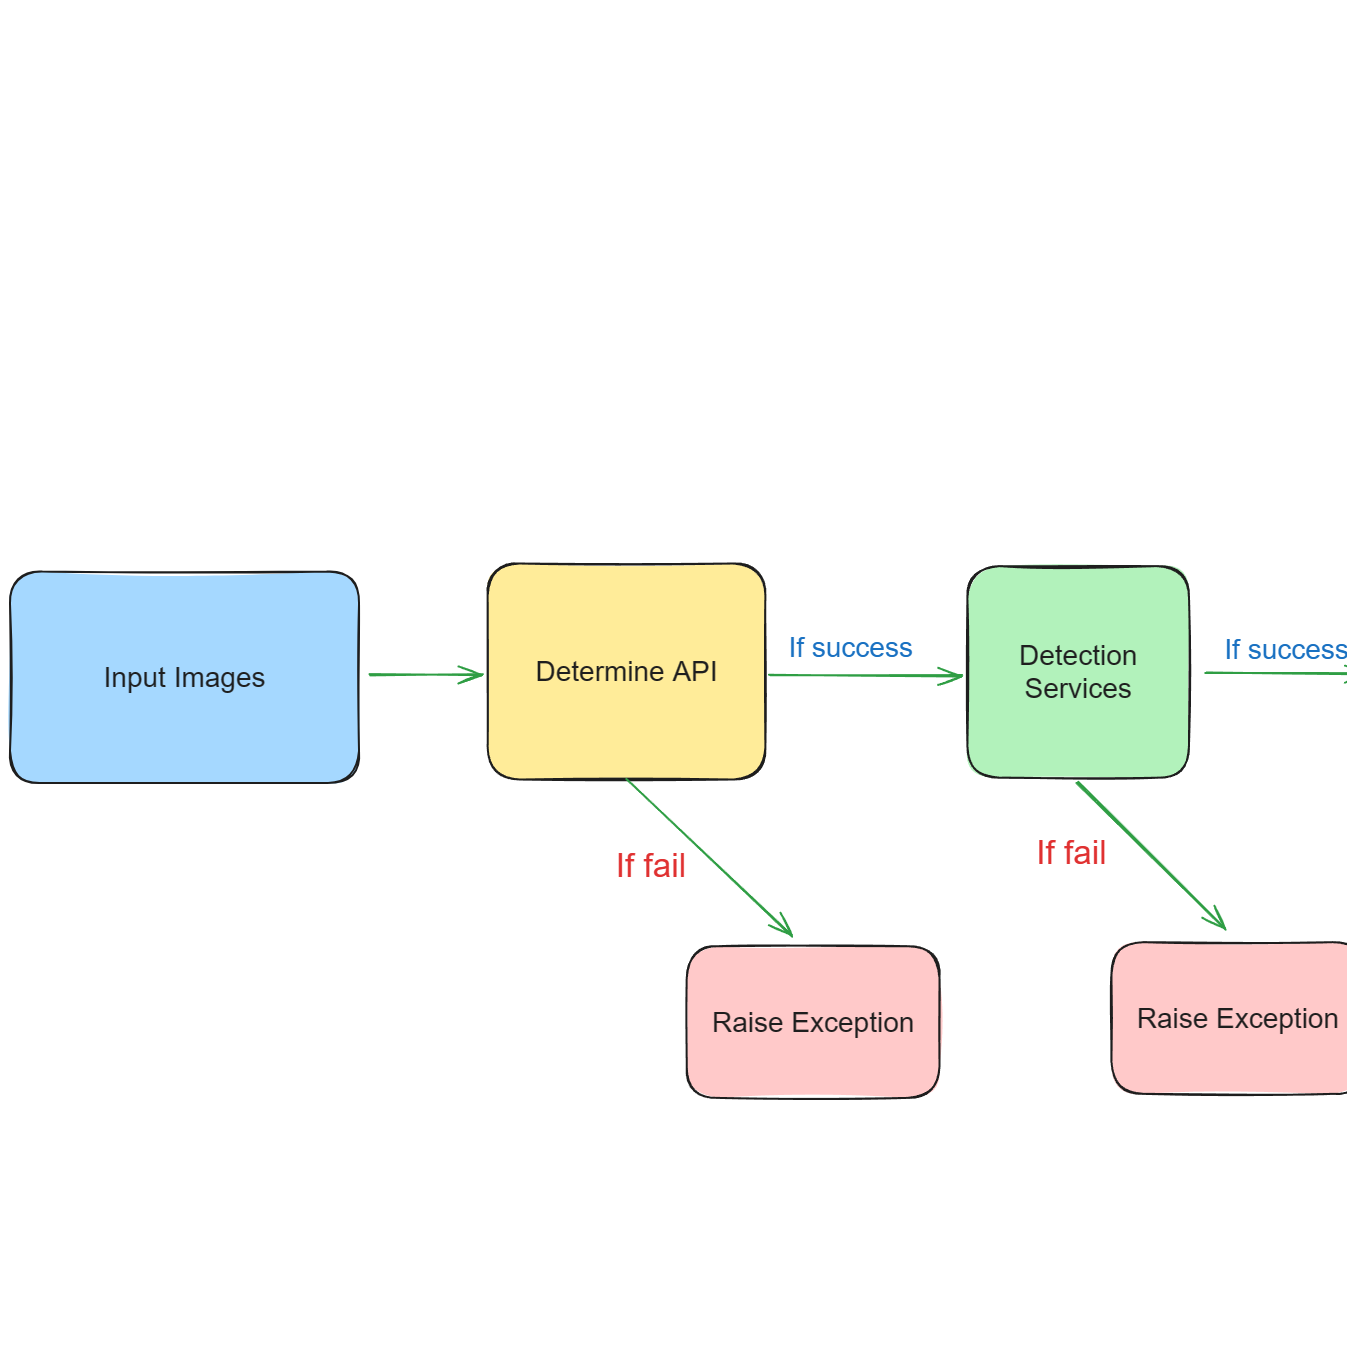 Input Images
Determine API
If success
Detection
Services
If success
If fail
If fail
Raise Exception
Raise Exception